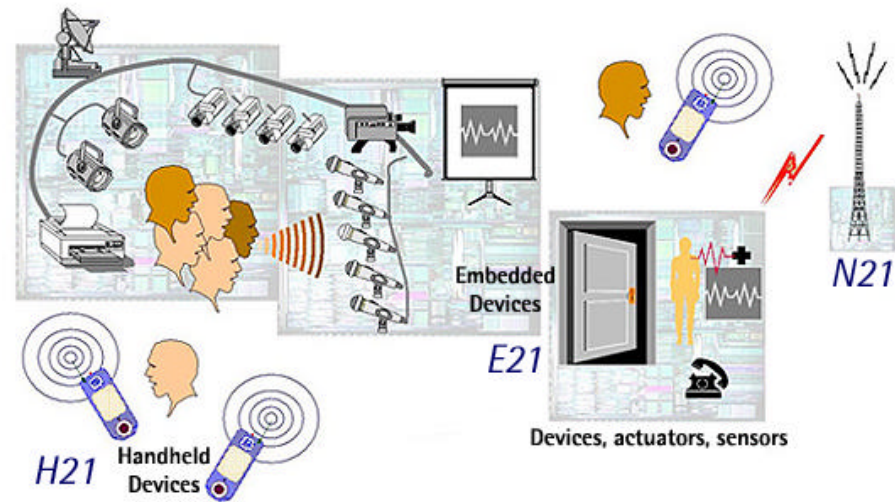 N21
Embedded
Devices
E21
Devices, actuators, sensors
H21
Handheld
Devices